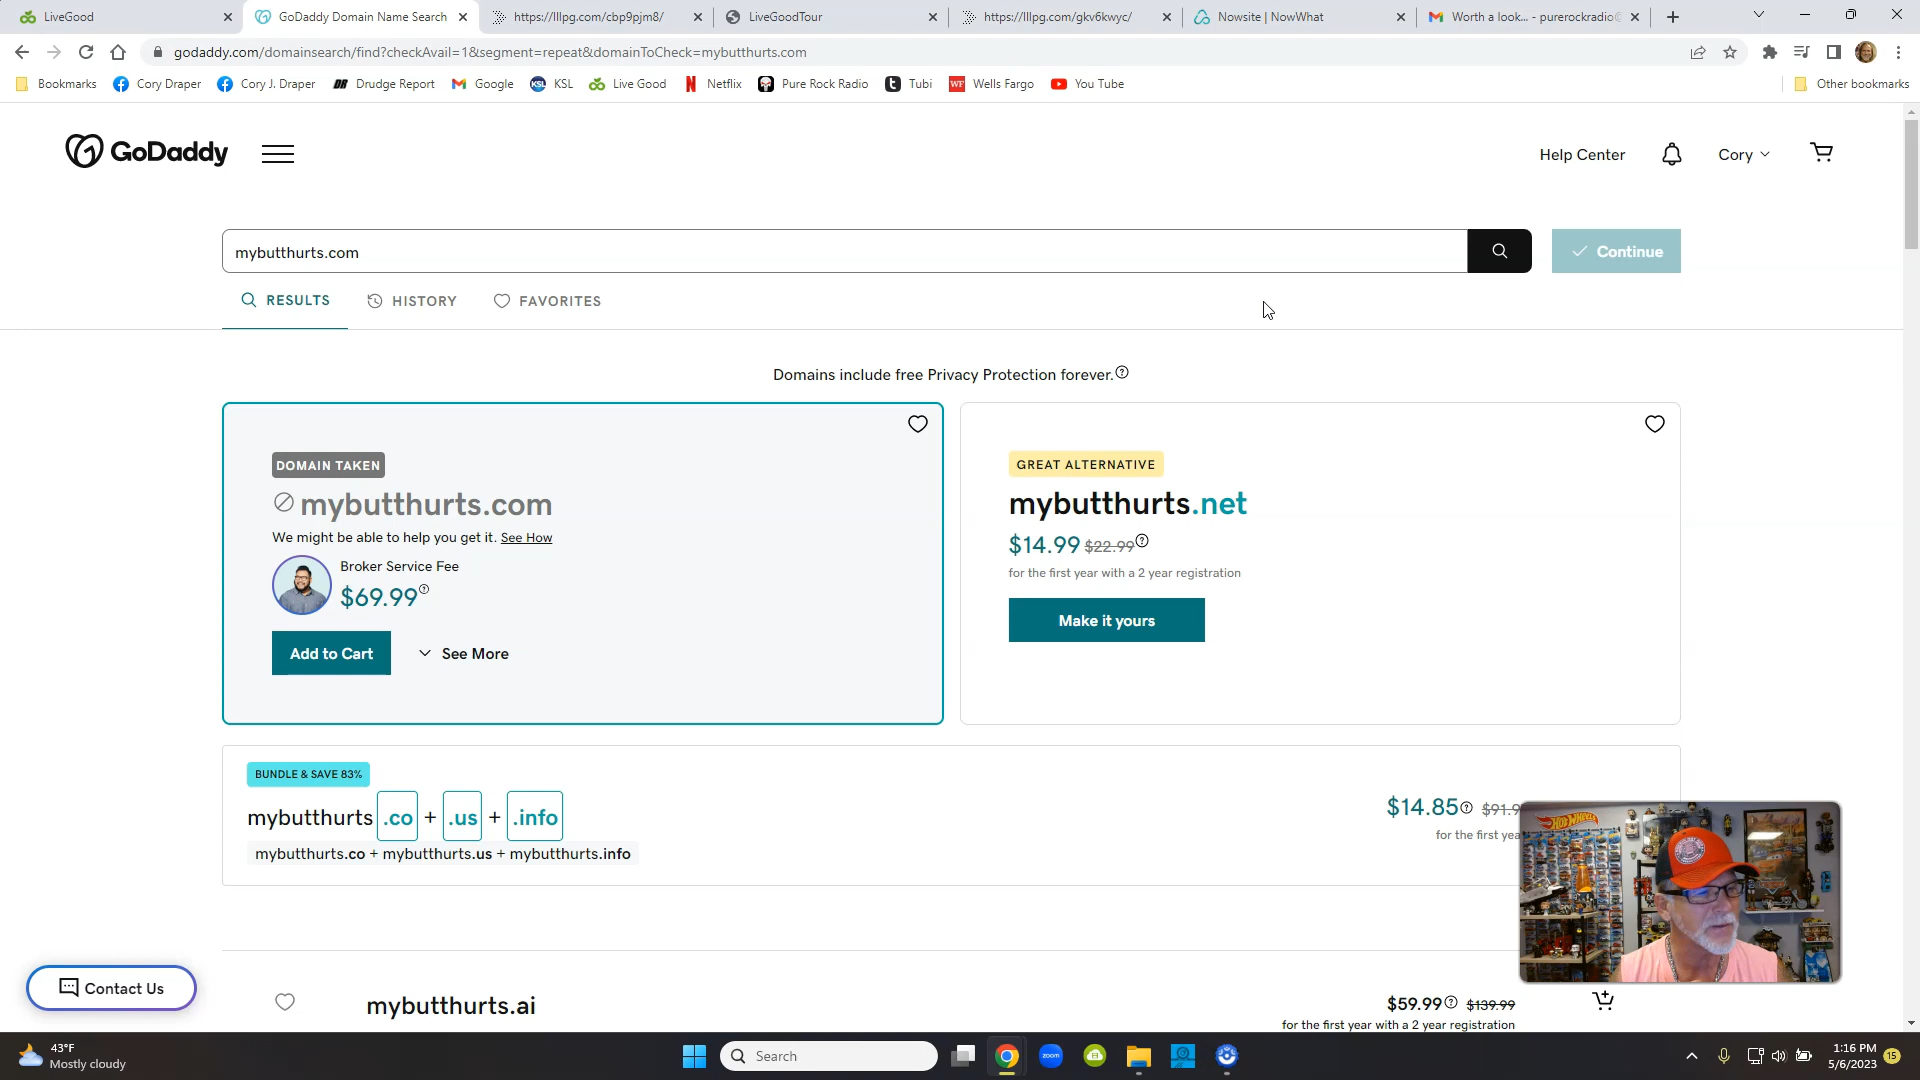 LiveGood
GoDaddy Domain Name Search
https://lllpg.com/cbp9pjm8/
LiveGoodTour
https://lllpg.com/gkv6kwyc/
Nowsite | NowWhat
Worth a look... - purerockradio
godaddy.com/domainsearch/find?checkAvail=1&segment=repeat&domainToCheck=mybutthurts.com
Bookmarks
Cory Draper
Cory J. Draper
Drudge Report
Google
KSL
Live Good
Netflix
Pure Rock Radio
Tubi
Wells Fargo
You Tube
Other bookmarks
GoDaddy
Help Center
Cory
mybutthurts.com
Continue
RESULTS
HISTORY
FAVORITES
Domains include free Privacy Protection forever.
DOMAIN TAKEN
mybutthurts.com
We might be able to help you get it. See How
Broker Service Fee
$69.99
Add to Cart
See More
GREAT ALTERNATIVE
mybutthurts.net
$14.99 $22.99
for the first year with a 2 year registration
Make it yours
BUNDLE & SAVE 83%
mybutthurts .co + .us + .info
mybutthurts.co + mybutthurts.us + mybutthurts.info
$14.85 $91.9
for the first yea
HOT WHEELS
Contact Us
mybutthurts.ai
$59.99 $139.99
for the first year with a 2 year registration
43°F
Mostly cloudy
Search
zoom
1:16 PM
5/6/2023
15